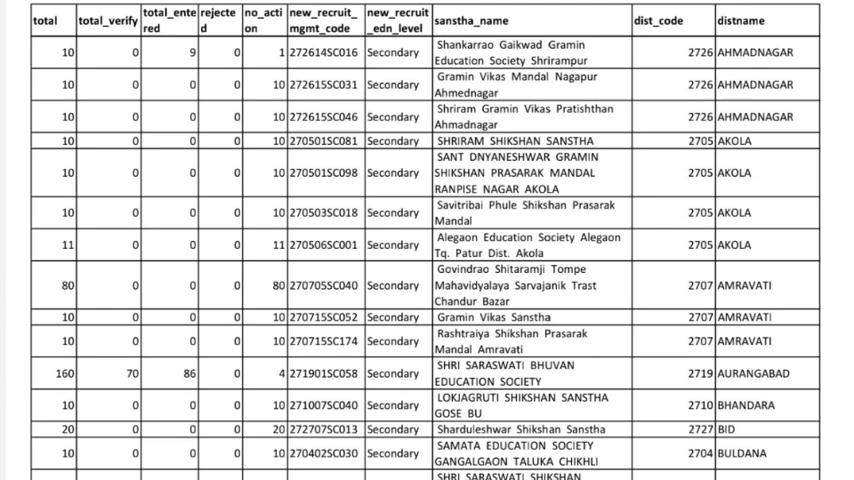 total total_verify total_ente rejecte no_acti new_recruit_ new_recruit sanstha_name dist_code distname
red d on mgmt_code _edn_level
10 0 9 0 1 272614SC016 Secondary Shankarrao Gaikwad Gramin 2726 AHMADNAGAR
Education Society Shrirampur
10 0 0 0 10 272615SC031 Secondary Gramin Vikas Mandal Nagapur 2726 AHMADNAGAR
Ahmednagar
10 0 0 0 10 272615SC046 Secondary Shriram Gramin Vikas Pratishthan 2726 AHMADNAGAR
Ahmadnagar
10 0 0 0 10 270501SC081 Secondary SHRIRAM SHIKSHAN SANSTHA 2705 AKOLA
SANT DNYANESHWAR GRAMIN
10 0 0 0 10 270501SC098 Secondary SHIKSHAN PRASARAK MANDAL 2705 AKOLA
RANPISE NAGAR AKOLA
10 0 0 0 10 270503SC018 Secondary Savitribai Phule Shikshan Prasarak 2705 AKOLA
Mandal
11 0 0 0 11 270506SC001 Secondary Alegaon Education Society Alegaon 2705 AKOLA
Tq. Patur Dist. Akola
Govindrao Shitaramji Tompe
80 0 0 0 80 270705SC040 Secondary Mahavidyalaya Sarvajanik Trast 2707 AMRAVATI
Chandur Bazar
10 0 0 0 10 270715SC052 Secondary Gramin Vikas Sanstha 2707 AMRAVATI
10 0 0 0 10 270715SC174 Secondary Rashtraiya Shikshan Prasarak 2707 AMRAVATI
Mandal Amravati
160 70 86 0 4 271901SC058 Secondary SHRI SARASWATI BHUVAN 2719 AURANGABAD
EDUCATION SOCIETY
10 0 0 0 10 271007SC040 Secondary LOKJAGRUTI SHIKSHAN SANSTHA 2710 BHANDARA
GOSE BU
20 0 0 0 20 272707SC013 Secondary Sharduleshwar Shikshan Sanstha 2727 BID
10 0 0 0 10 270402SC030 Secondary SAMATA EDUCATION SOCIETY 2704 BULDANA
GANGALGAON TALUKA CHIKHLI
SHRI SARASWATI SHIKSHAN